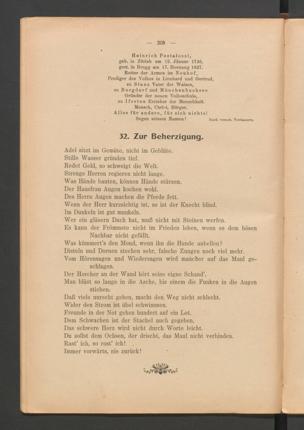 — 208 —
Heinrich Pestalozzi,
geb. in Zürich am 12. Jänner 1746,
gest. in Brugg am 17. Hornung 1827.
Retter der Armen im Neuhof,
Prediger des Volkes in Lienhard und Gertrud,
zu Stanz Vater der Waisen,
zu Burgdorf und Münchenbuchsee
Gründer der neuen Volksschule,
zu Iferten Erzieher der Menschheit.
Mensch, Christ, Bürger.
Alles für andere, für sich nichts!
Segen seinem Namen!
32. Zur Beherzigung.
Adel sitzt im Gemüte, nicht im Geblüte.
Stille Wasser gründen tief.
Redet Geld, so schweigt die Welt.
Strenge Herren regieren nicht lange.
Was Hände bauten, können Hände stürzen.
Der Hausfrau Augen kochen wohl.
Des Herrn Augen machen die Pferde fett.
Wenn der Herr kurzsichtig ist, so ist der Knecht blind.
Im Dunkeln ist gut munkeln.
Wer ein gläsern Dach hat, muß nicht mit Steinen werfen.
Es kann der Frömmste nicht im Frieden leben, wenn es dem bösen
Nachbar nicht gefällt.
Was kümmert's den Mond, wenn ihn die Hunde anbellen?
Disteln und Dornen stechen sehr, falsche Zungen noch viel mehr.
Vom Hörensagen und Wiedersagen wird mancher auf das Maul ge-
schlagen.
Der Horcher an der Wand hört seine eigne Schand'.
Man bläst so lange in die Asche, bis einem die Funken in die Augen
stieben.
Daß viele unrecht gehen, macht den Weg nicht schlecht.
Wider den Strom ist übel schwimmen.
Freunde in der Not gehen hundert auf ein Lot.
Dem Schwachen ist der Stachel noch gegeben.
Das schwere Herz wird nicht durch Worte leicht.
Du sollst dem Ochsen, der drischt, das Maul nicht verbinden.
Rast' ich, so rost' ich!
Immer vorwärts, nie zurück!